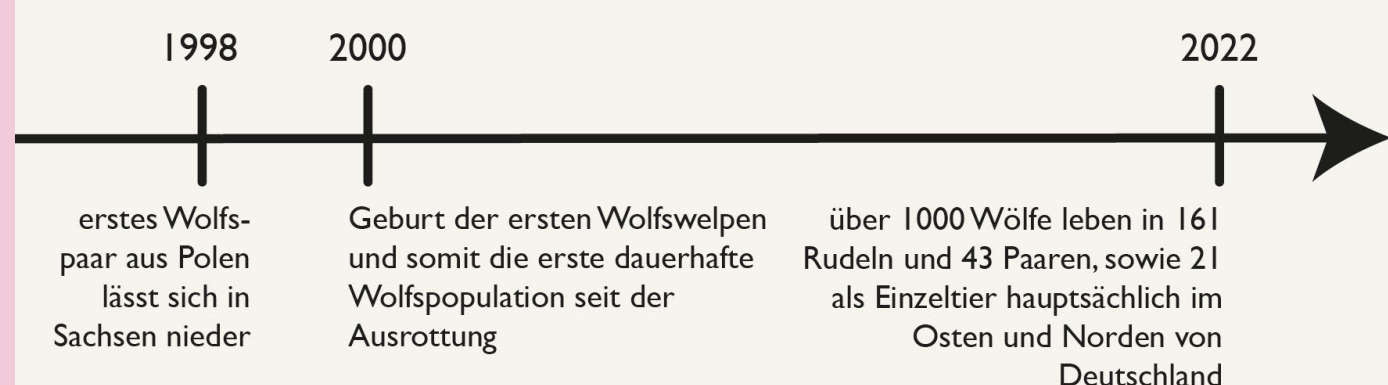 1998
2000
2022
erstes Wolfs-
paar aus Polen
lässt sich in
Sachsen nieder
Geburt der ersten Wolfswelpen
und somit die erste dauerhafte
Wolfspopulation seit der
Ausrottung
über 1000 Wölfe leben in 161
Rudeln und 43 Paaren, sowie 21
als Einzeltier hauptsächlich im
Osten und Norden von
Deutschland